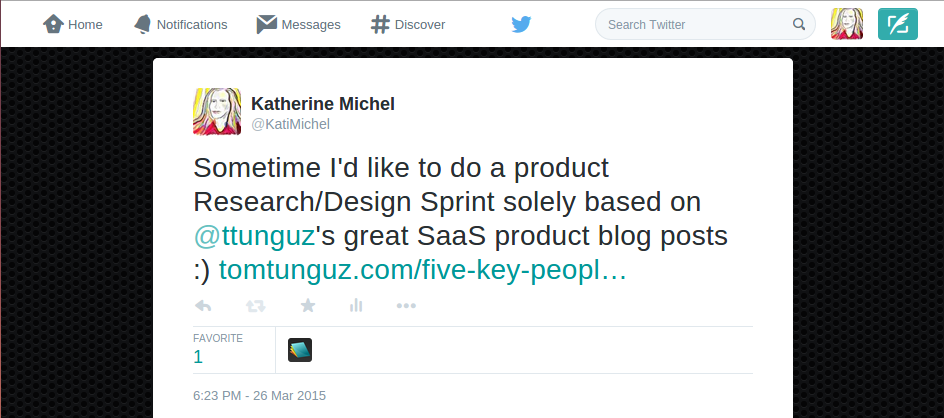 Home Notifications Messages Discover Search Twitter
Katherine Michel
@KatiMichel
Sometime I'd like to do a product
Research/Design Sprint solely based on
@ttunguz's great SaaS product blog posts
:) tomtunguz.com/five-key-peopl…
FAVORITE
1
6:23 PM - 26 Mar 2015